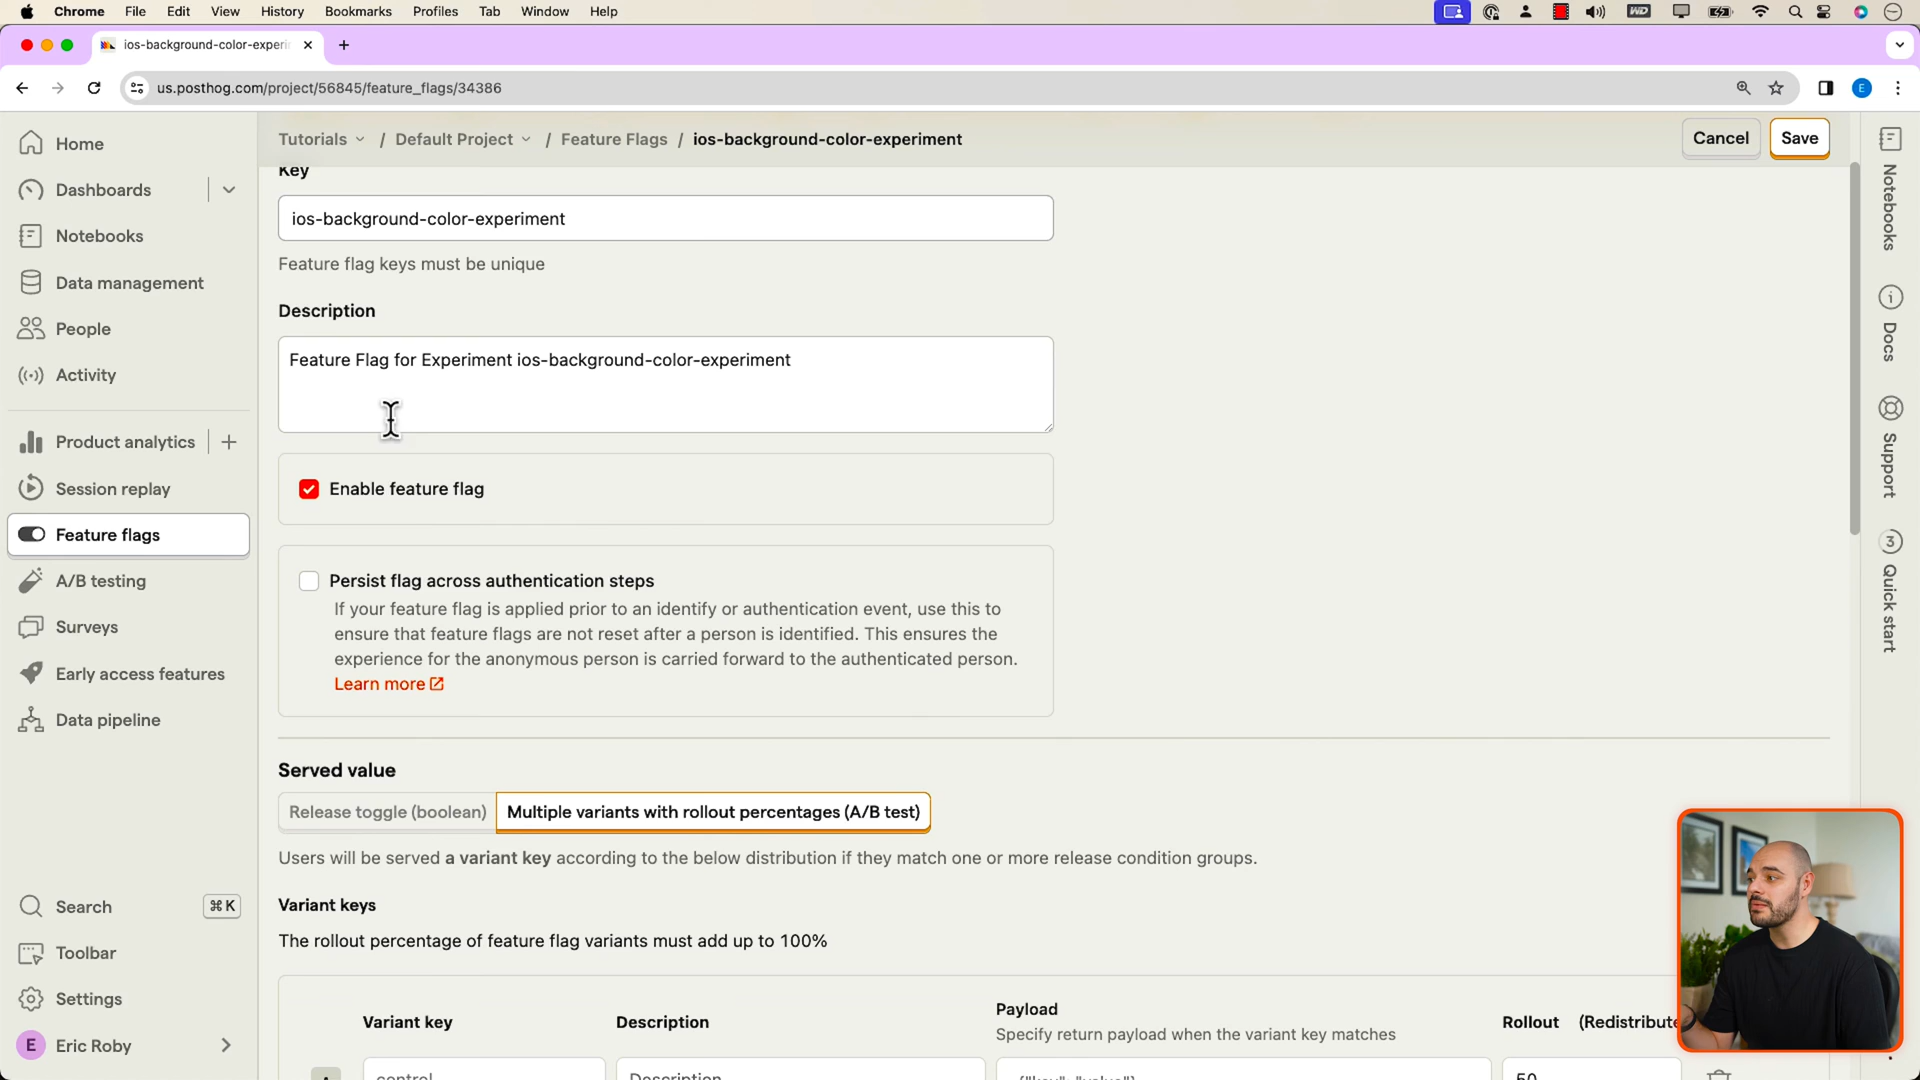 Chrome File Edit View History Bookmarks Profiles Tab Window Help
ios-background-color-experi
us.posthog.com/project/56845/feature_flags/34386
E
Tutorials / Default Project / Feature Flags / ios-background-color-experiment
Cancel
Save
Home
Dashboards
Notebooks
Data management
People
Activity
Product analytics
Session replay
Feature flags
A/B testing
Surveys
Early access features
Data pipeline
Search
⌘ K
Toolbar
Settings
E
Eric Roby
Key
ios-background-color-experiment
Feature flag keys must be unique
Description
Feature Flag for Experiment ios-background-color-experiment
Enable feature flag
Persist flag across authentication steps
If your feature flag is applied prior to an identify or authentication event, use this to
ensure that feature flags are not reset after a person is identified. This ensures the
experience for the anonymous person is carried forward to the authenticated person.
Learn more
Served value
Release toggle (boolean)
Multiple variants with rollout percentages (A/B test)
Users will be served a variant key according to the below distribution if they match one or more release condition groups.
Variant keys
The rollout percentage of feature flag variants must add up to 100%
Variant key
Description
Payload
Specify return payload when the variant key matches
Rollout
(Redistribute
control
Description
{"key": "value"}
50
Notebooks
Docs
Support
3
Quick start